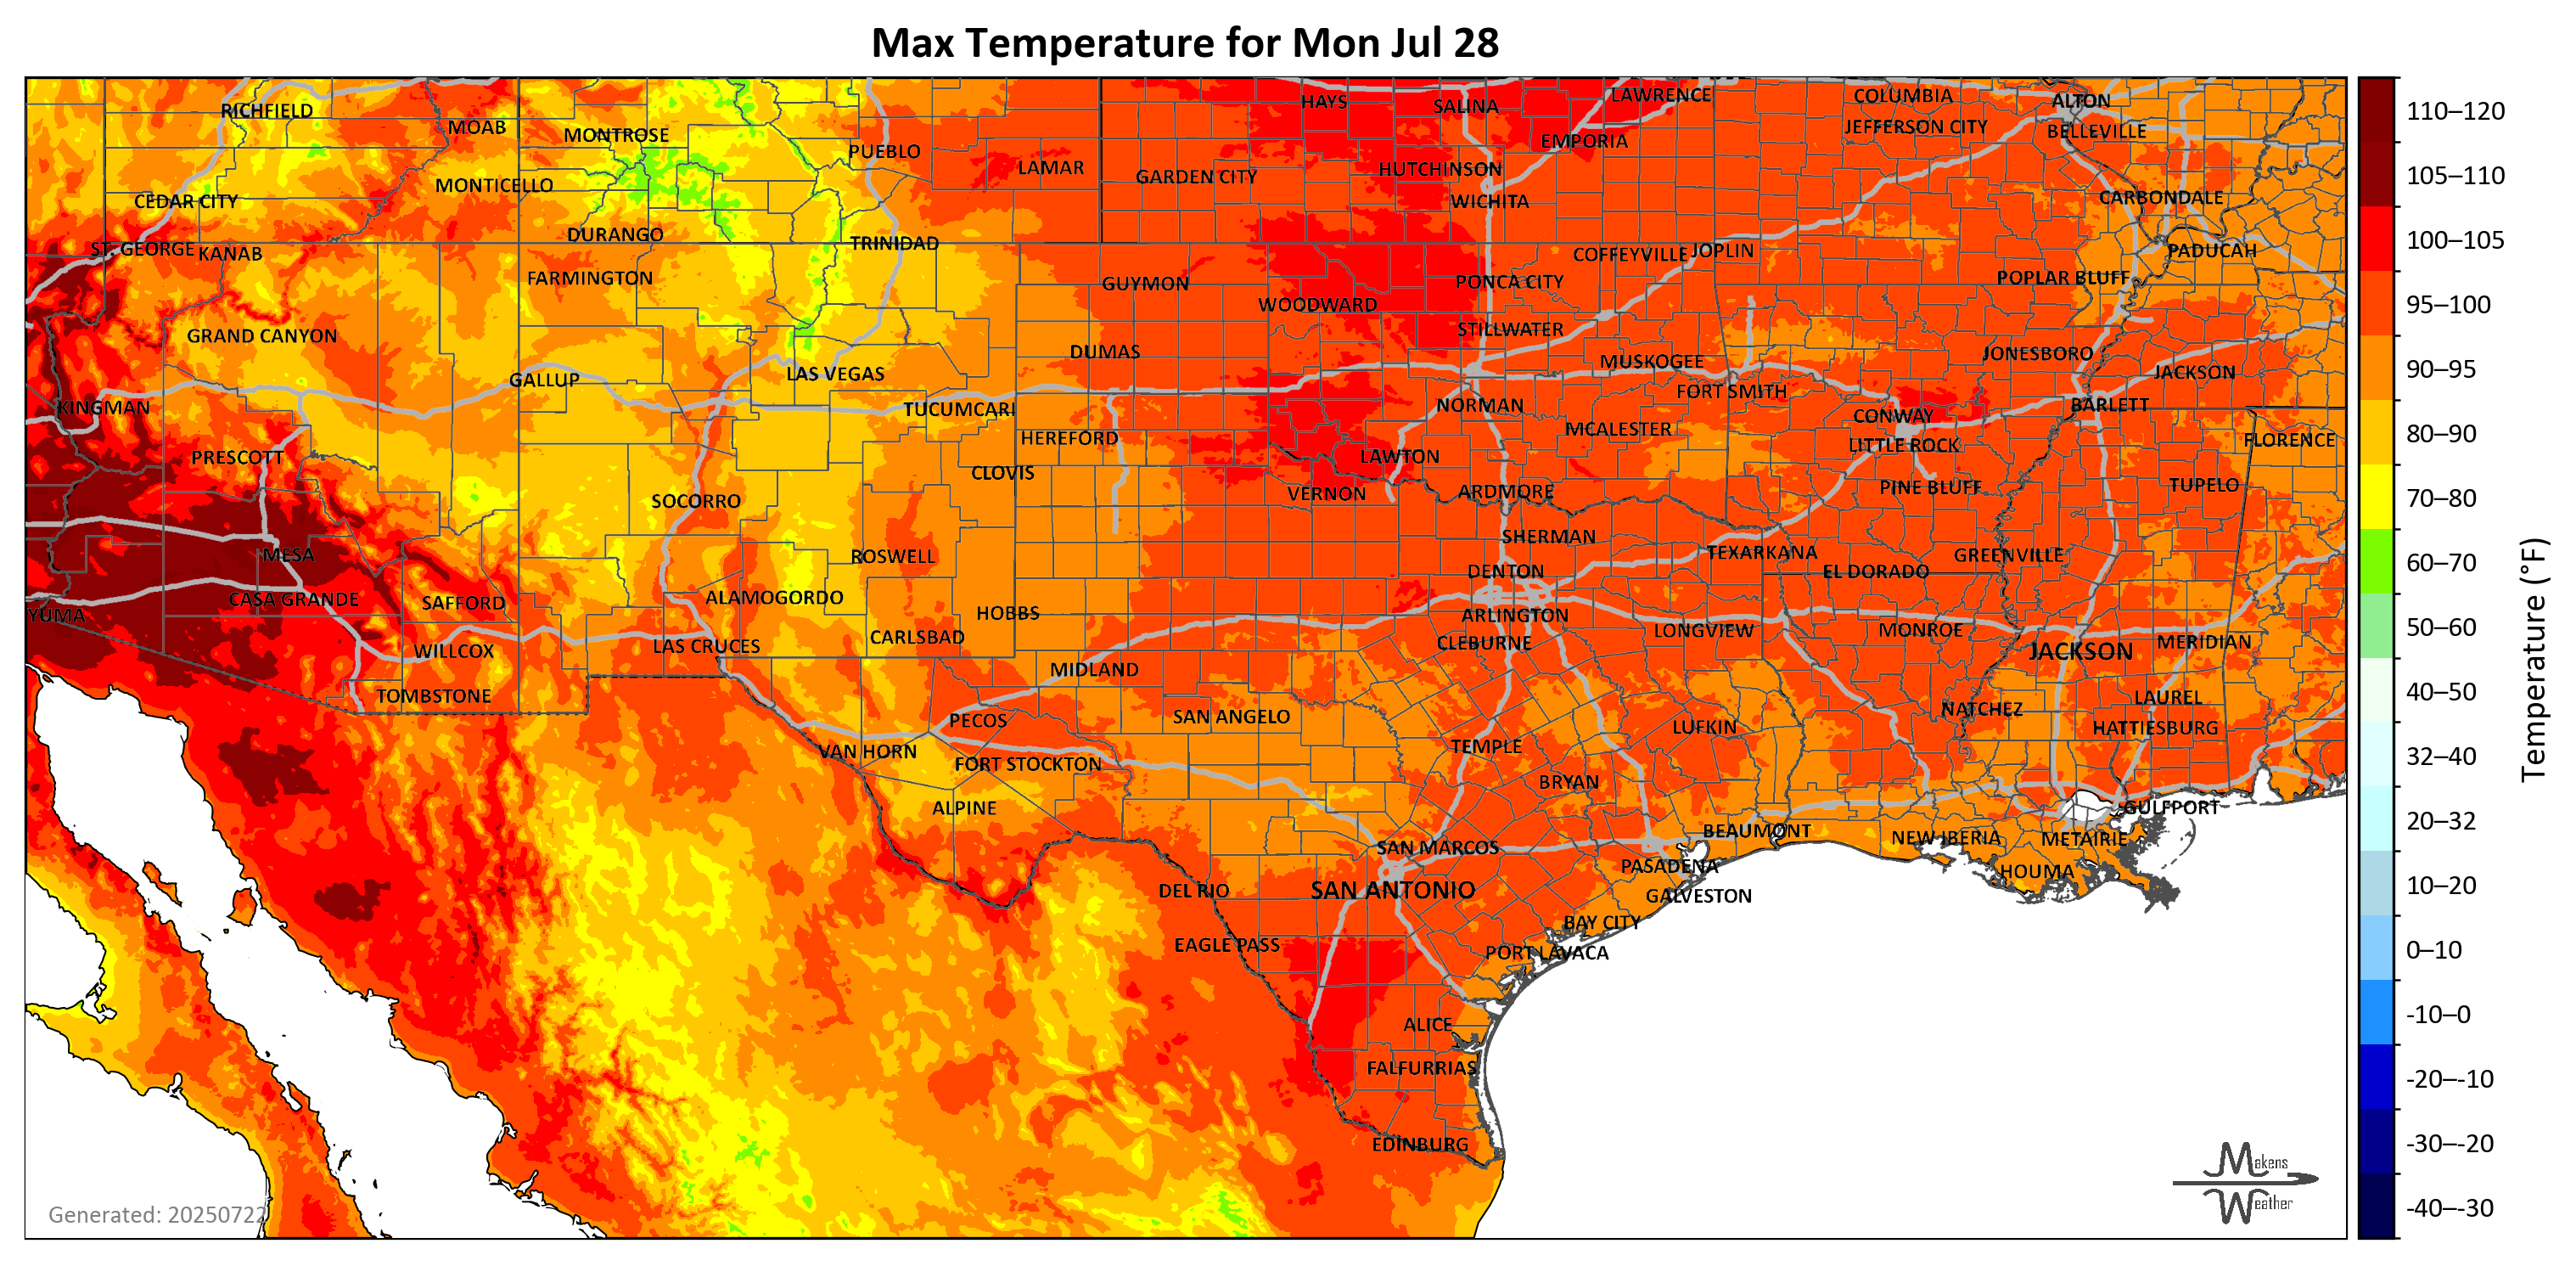 Max Temperature for Mon Jul 28
RICHFIELD
MOAB
MONTROSE
PUEBLO
LAMAR
HAYS
SALINA
LAWRENCE
EMPORIA
COLUMBIA
JEFFERSON CITY
ALTON
BELLEVILLE
CEDAR CITY
MONTICELLO
GARDEN CITY
HUTCHINSON
WICHITA
CARBONDALE
ST. GEORGE
KANAB
DURANGO
TRINIDAD
FARMINGTON
GUYMON
WOODWARD
PONCA CITY
COFFEYVILLE
JOPLIN
POPLAR BLUFF
PADUCAH
GRAND CANYON
DUMAS
STILLWATER
MUSKOGEE
JONESBORO
JACKSON
KINGMAN
GALLUP
LAS VEGAS
TUCUMCARI
NORMAN
FORT SMITH
CONWAY
BARLETT
PRESCOTT
HEREFORD
CLOVIS
LAWTON
MCALESTER
LITTLE ROCK
FLORENCE
SOCORRO
VERNON
ARDMORE
PINE BLUFF
TUPELO
MESA
ROSWELL
SHERMAN
TEXARKANA
GREENVILLE
DENTON
EL DORADO
YUMA
CASA GRANDE
SAFFORD
ALAMOGORDO
HOBBS
ARLINGTON
WILLCOX
LAS CRUCES
CARLSBAD
CLEBURNE
LONGVIEW
MONROE
JACKSON
MERIDIAN
TOMBSTONE
MIDLAND
PECOS
SAN ANGELO
LUFKIN
NATCHEZ
LAUREL
HATTIESBURG
VAN HORN
FORT STOCKTON
TEMPLE
BRYAN
ALPINE
BEAUMONT
NEW IBERIA
METAIRIE
GULFPORT
SAN MARCOS
PASADENA
HOUMA
DEL RIO
SAN ANTONIO
GALVESTON
BAY CITY
EAGLE PASS
PORT LAVACA
ALICE
FALFURRIAS
EDINBURG
Generated: 20250722
Makens
Weather
110–120
105–110
100–105
95–100
90–95
80–90
70–80
60–70
50–60
40–50
32–40
20–32
10–20
0–10
-10–0
-20–-10
-30–-20
-40–-30
Temperature (°F)